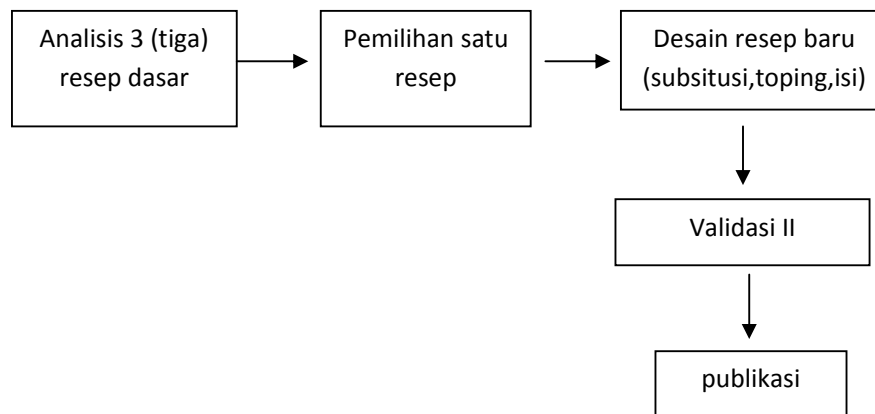 Analisis 3 (tiga)
resep dasar
Pemilihan satu
resep
Desain resep baru
(subsitusi,toping,isi)
Validasi II
publikasi